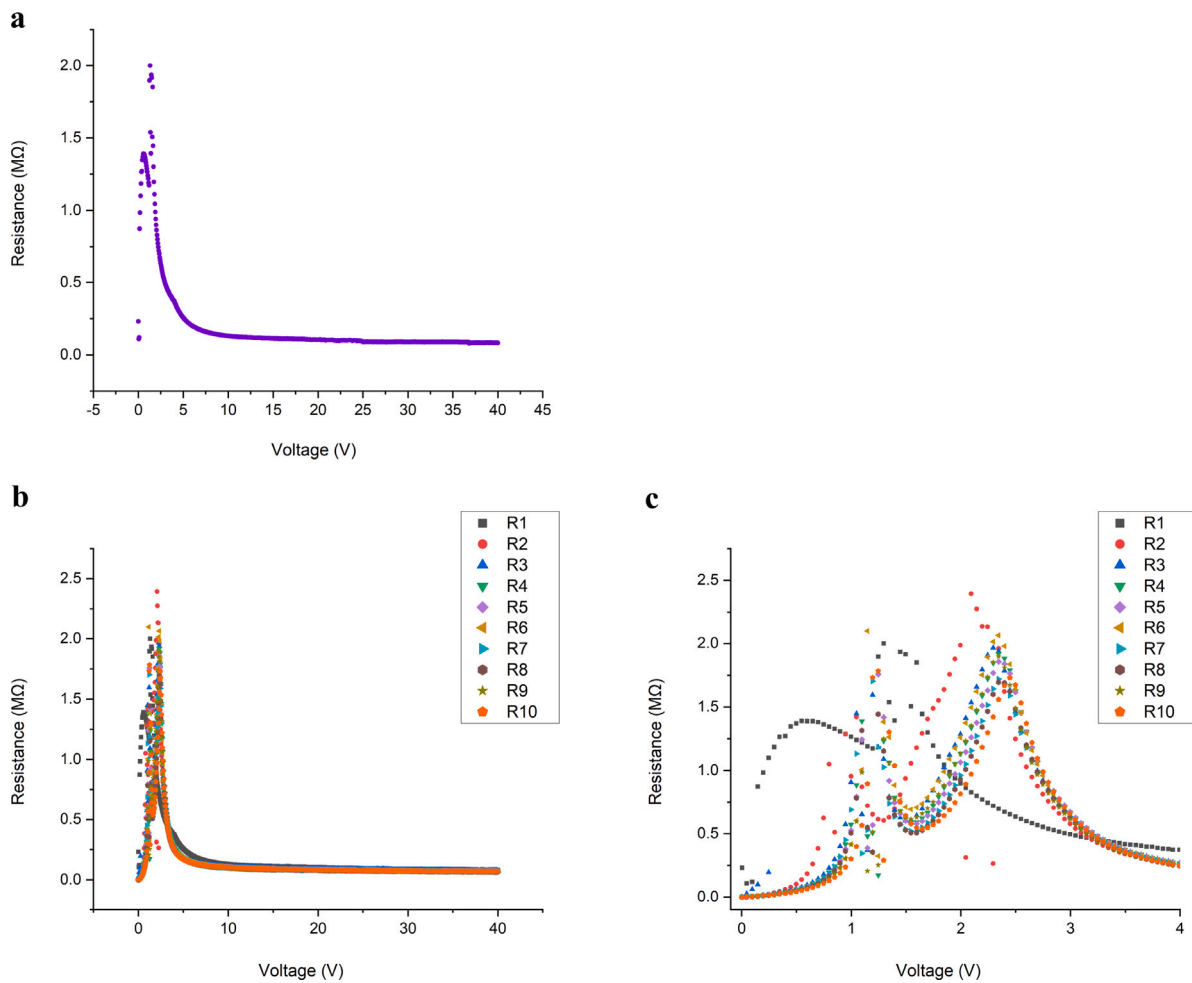 a
2.0
1.5
1.0
0.5
0.0
Resistance (MΩ)
-5 0 5 10 15 20 25 30 35 40 45
Voltage (V)
b
R1
R2
R3
R4
R5
R6
R7
R8
R9
R10
2.5
2.0
1.5
1.0
0.5
0.0
Resistance (MΩ)
0 10 20 30 40
Voltage (V)
c
R1
R2
R3
R4
R5
R6
R7
R8
R9
R10
2.5
2.0
1.5
1.0
0.5
0.0
Resistance (MΩ)
0 1 2 3 4
Voltage (V)